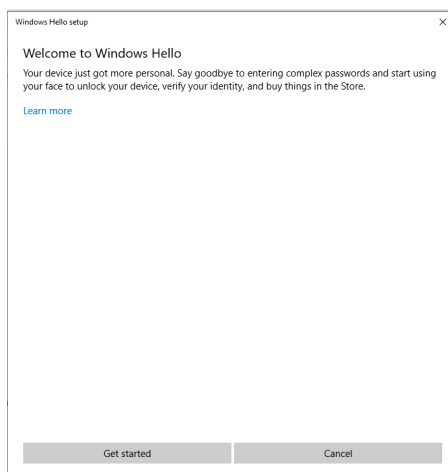 Windows Hello setup
Welcome to Windows Hello
Your device just got more personal. Say goodbye to entering complex passwords and start using
your face to unlock your device, verify your identity, and buy things in the Store.
Learn more
Get started
Cancel